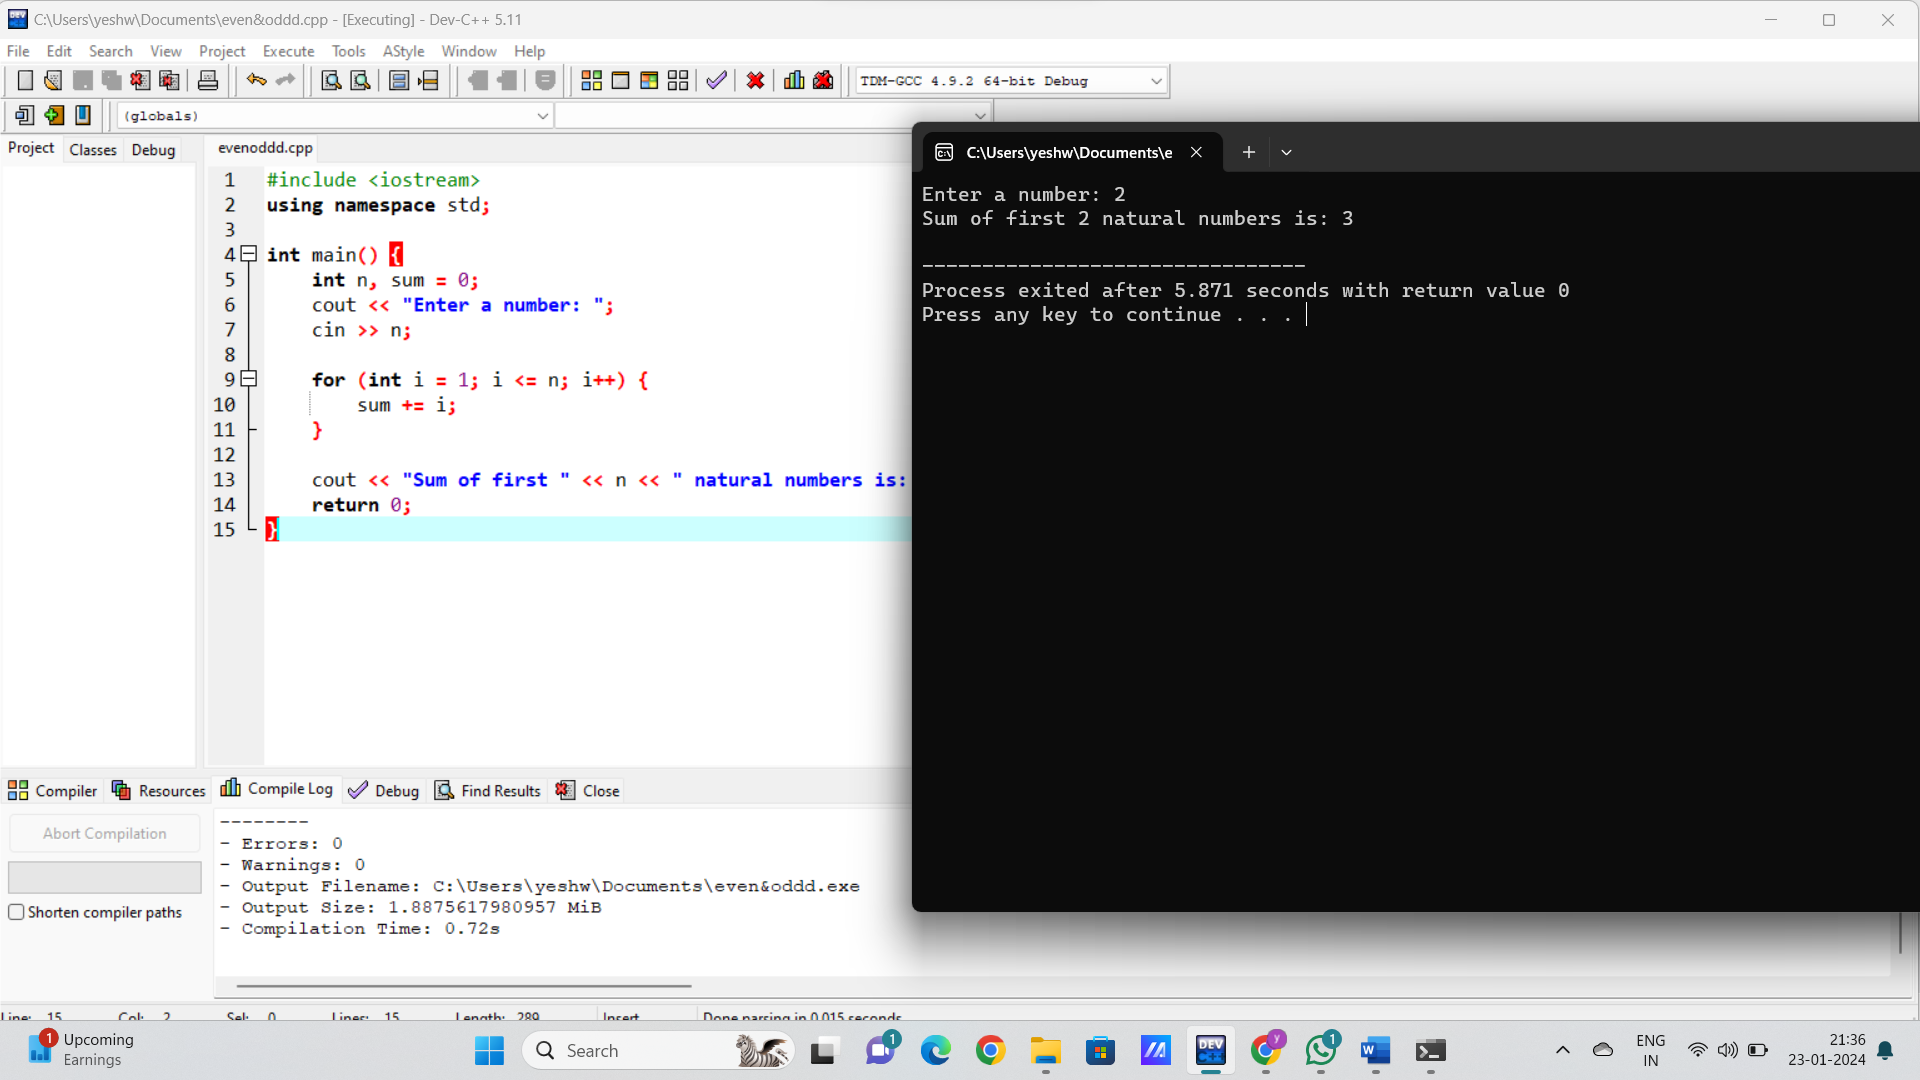 C:\Users\yeshw\Documents\even&oddd.cpp - [Executing] - Dev-C++ 5.11
File Edit Search View Project Execute Tools AStyle Window Help
TDM-GCC 4.9.2 64-bit Debug
(globals)
Project Classes Debug
evenoddd.cpp
1 #include <iostream>
2 using namespace std;
3
4 int main() {
5 int n, sum = 0;
6 cout << "Enter a number: ";
7 cin >> n;
8
9 for (int i = 1; i <= n; i++) {
10 sum += i;
11 }
12
13 cout << "Sum of first " << n << " natural numbers is:
14 return 0;
15 }
C:\Users\yeshw\Documents\e
Enter a number: 2
Sum of first 2 natural numbers is: 3
--------------------------------
Process exited after 5.871 seconds with return value 0
Press any key to continue . . .
Compiler Resources Compile Log Debug Find Results Close
Abort Compilation
Shorten compiler paths
--------
- Errors: 0
- Warnings: 0
- Output Filename: C:\Users\yeshw\Documents\even&oddd.exe
- Output Size: 1.8875617980957 MiB
- Compilation Time: 0.72s
Line: 15 Col: 2 Sel: 0 Lines: 15 Length: 289 Insert Done parsing in 0.015 seconds
1 Upcoming
Earnings
Search
1
DEV
C++
y
1
W
ENG
IN
21:36
23-01-2024